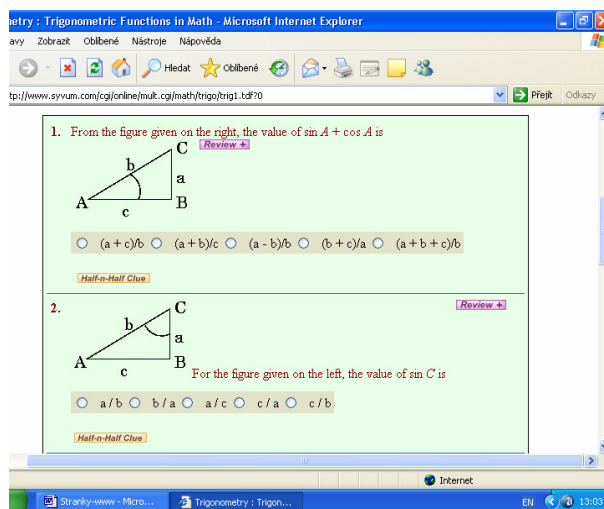 etry : Trigonometric Functions in Math - Microsoft Internet Explorer
avy Zobrazit Oblíbené Nástroje Nápověda
Hledat Oblíbené
tp://www.syvum.com/cgi/online/mult.cgi/math/trigo/trig1.tdf?0 Přejít Odkazy
1. From the figure given on the right, the value of sin A + cos A is
Review +
C
b
a
A B
c
(a + c)/b (a + b)/c (a - b)/b (b + c)/a (a + b + c)/b
Half-n-Half Clue
2. Review +
C
b
a
A B
c
For the figure given on the left, the value of sin C is
a / b b / a a / c c / a c / b
Half-n-Half Clue
Internet
Stranky-www - Micro... Trigonometry : Trigon... EN 13:03